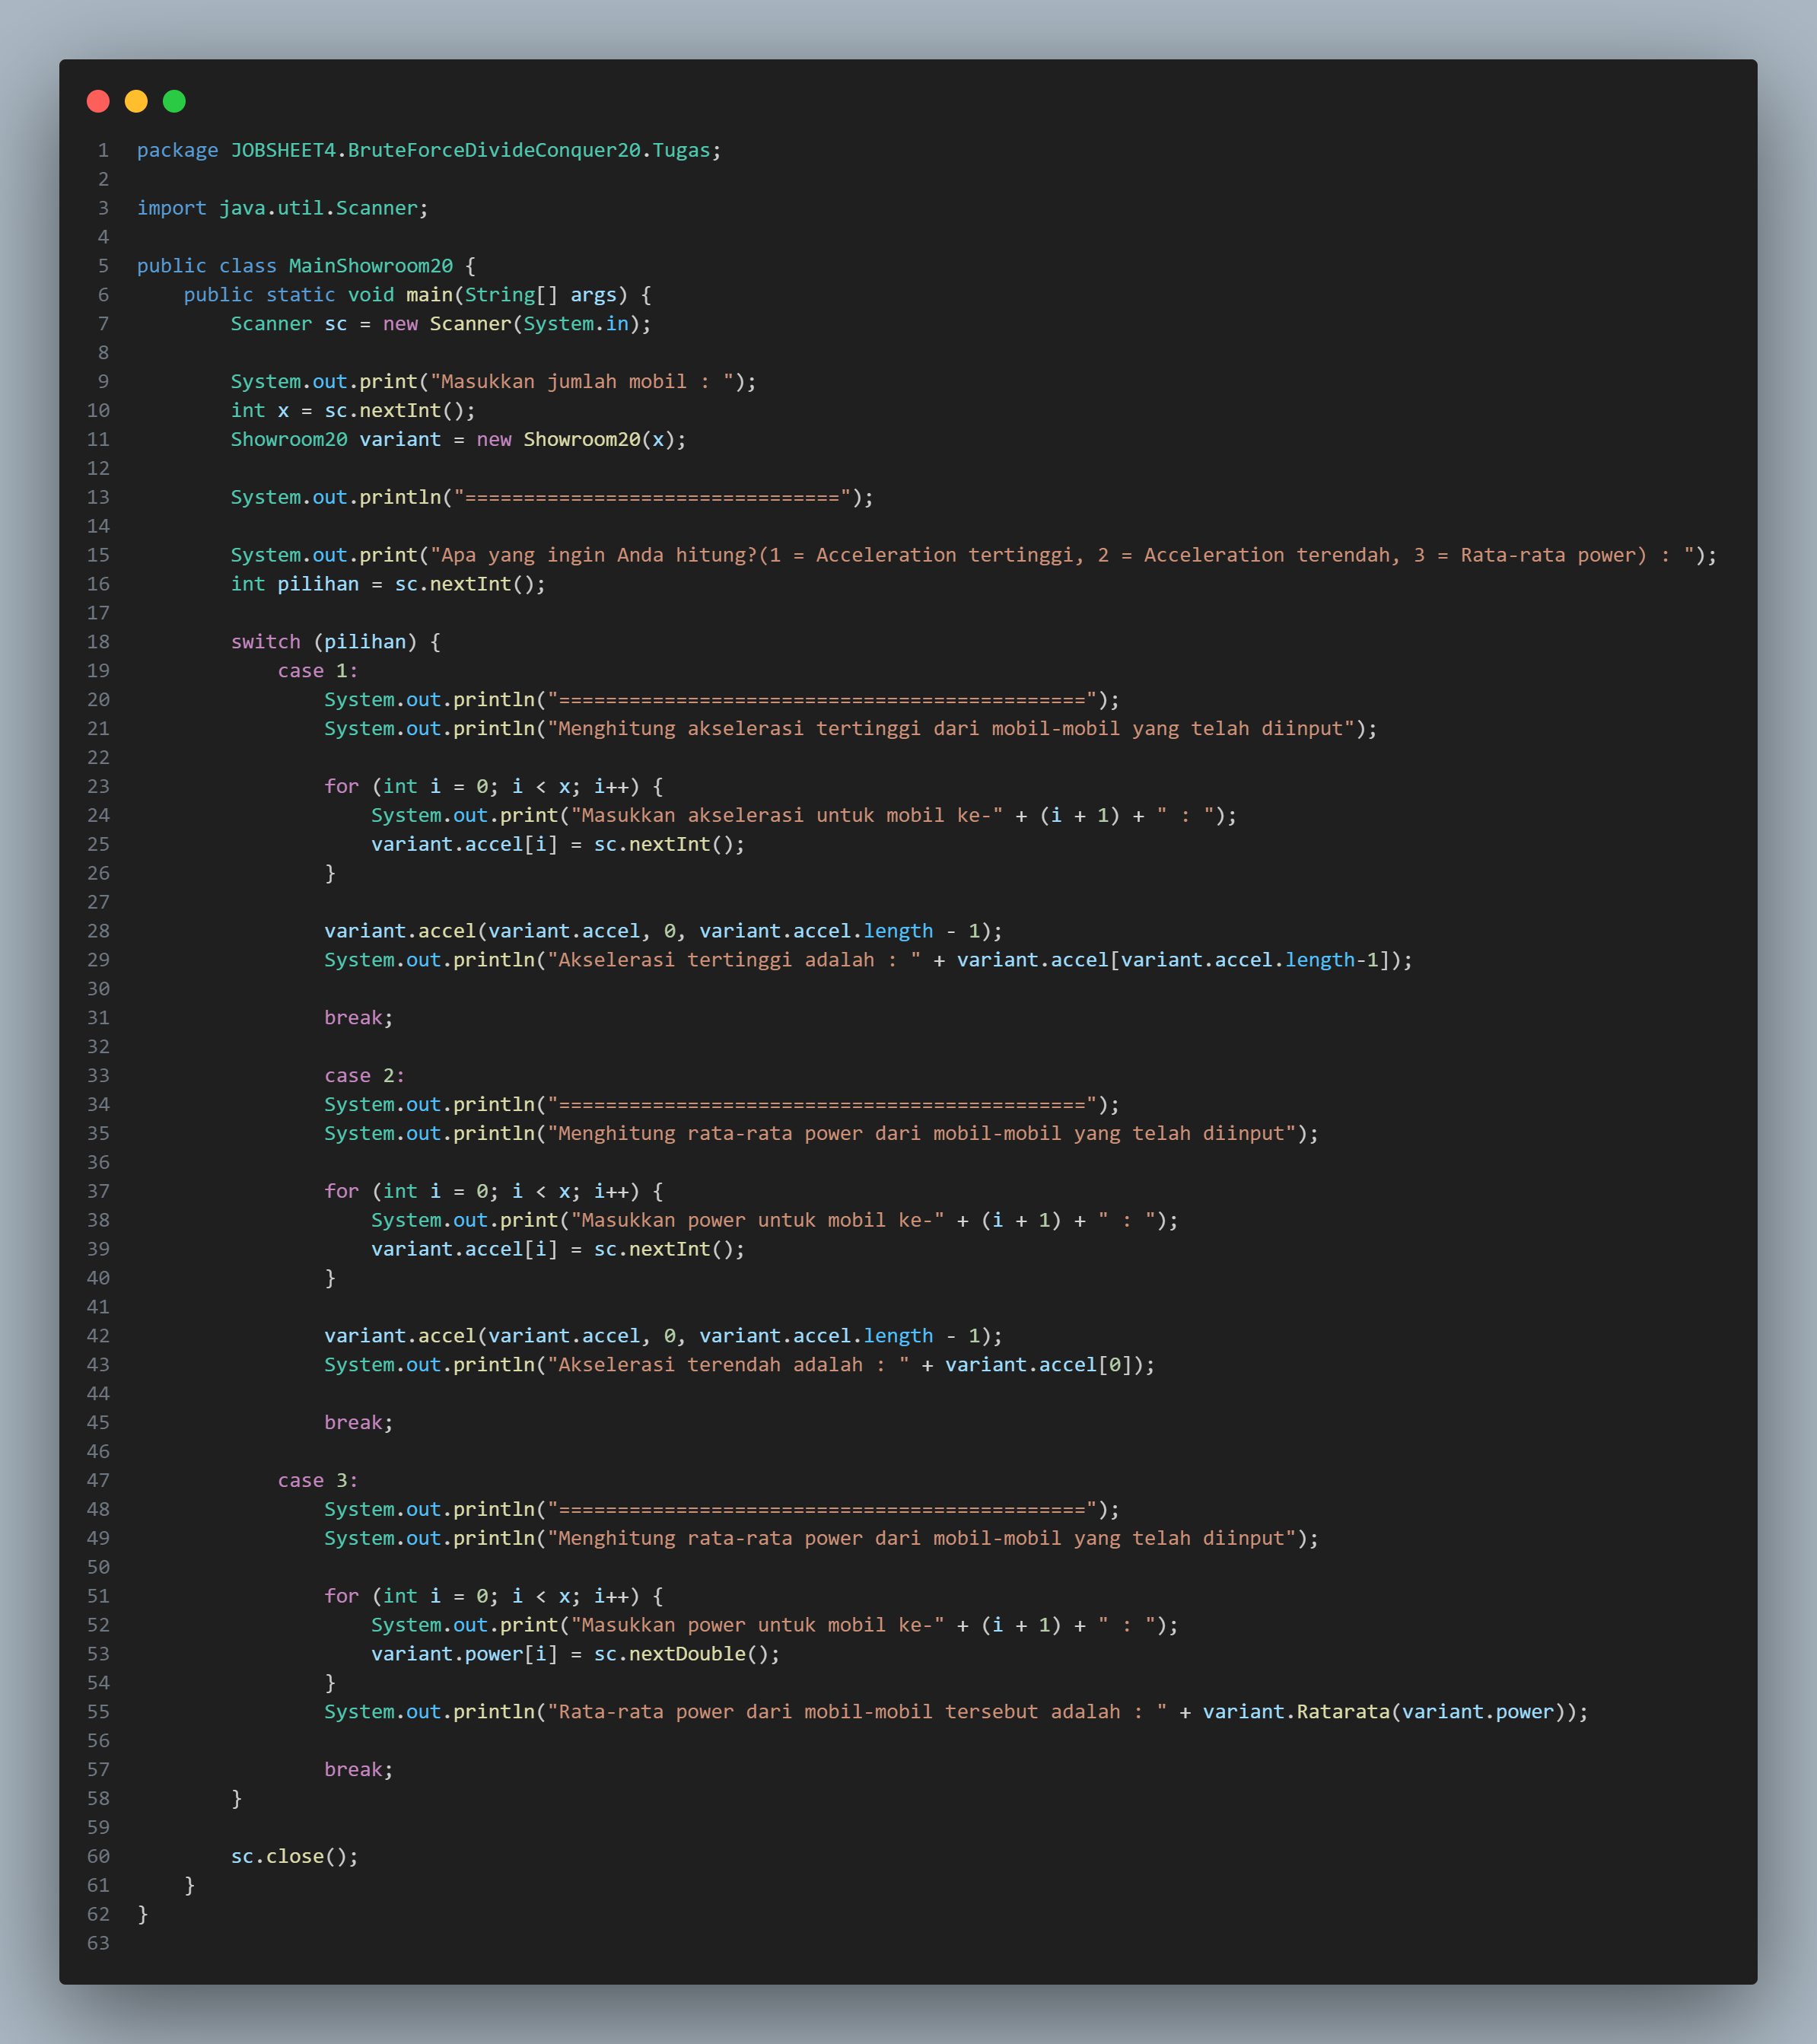 1 package JOBSHEET4.BruteForceDivideConquer20.Tugas;
2
3 import java.util.Scanner;
4
5 public class MainShowroom20 {
6     public static void main(String[] args) {
7         Scanner sc = new Scanner(System.in);
8
9         System.out.print("Masukkan jumlah mobil : ");
10         int x = sc.nextInt();
11         Showroom20 variant = new Showroom20(x);
12
13         System.out.println("================================");
14
15         System.out.print("Apa yang ingin Anda hitung?(1 = Acceleration tertinggi, 2 = Acceleration terendah, 3 = Rata-rata power) : ");
16         int pilihan = sc.nextInt();
17
18         switch (pilihan) {
19             case 1:
20                 System.out.println("=============================================");
21                 System.out.println("Menghitung akselerasi tertinggi dari mobil-mobil yang telah diinput");
22
23                 for (int i = 0; i < x; i++) {
24                     System.out.print("Masukkan akselerasi untuk mobil ke-" + (i + 1) + " : ");
25                     variant.accel[i] = sc.nextInt();
26                 }
27
28                 variant.accel(variant.accel, 0, variant.accel.length - 1);
29                 System.out.println("Akselerasi tertinggi adalah : " + variant.accel[variant.accel.length-1]);
30
31                 break;
32
33                 case 2:
34                 System.out.println("=============================================");
35                 System.out.println("Menghitung rata-rata power dari mobil-mobil yang telah diinput");
36
37                 for (int i = 0; i < x; i++) {
38                     System.out.print("Masukkan power untuk mobil ke-" + (i + 1) + " : ");
39                     variant.accel[i] = sc.nextInt();
40                 }
41
42                 variant.accel(variant.accel, 0, variant.accel.length - 1);
43                 System.out.println("Akselerasi terendah adalah : " + variant.accel[0]);
44
45                 break;
46
47             case 3:
48                 System.out.println("=============================================");
49                 System.out.println("Menghitung rata-rata power dari mobil-mobil yang telah diinput");
50
51                 for (int i = 0; i < x; i++) {
52                     System.out.print("Masukkan power untuk mobil ke-" + (i + 1) + " : ");
53                     variant.power[i] = sc.nextDouble();
54                 }
55                 System.out.println("Rata-rata power dari mobil-mobil tersebut adalah : " + variant.Ratarata(variant.power));
56
57                 break;
58         }
59
60         sc.close();
61     }
62 }
63